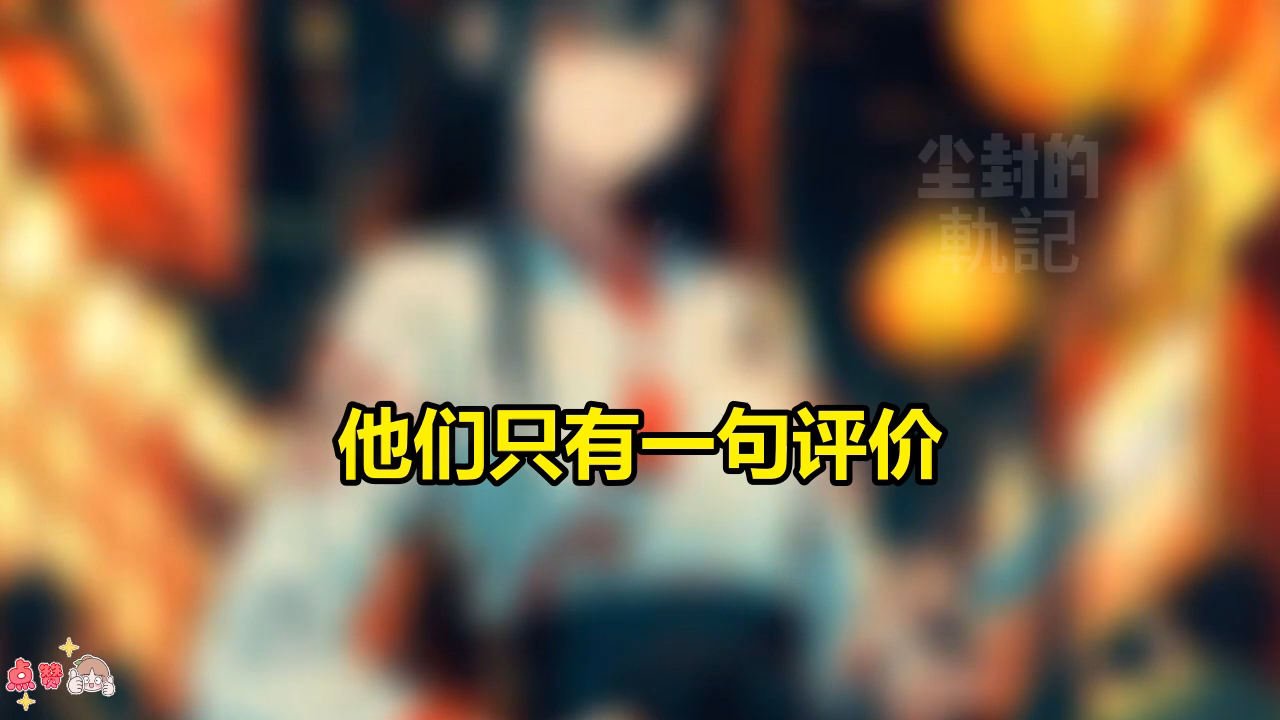 尘封的
軌記
他们只有一句评价
点赞